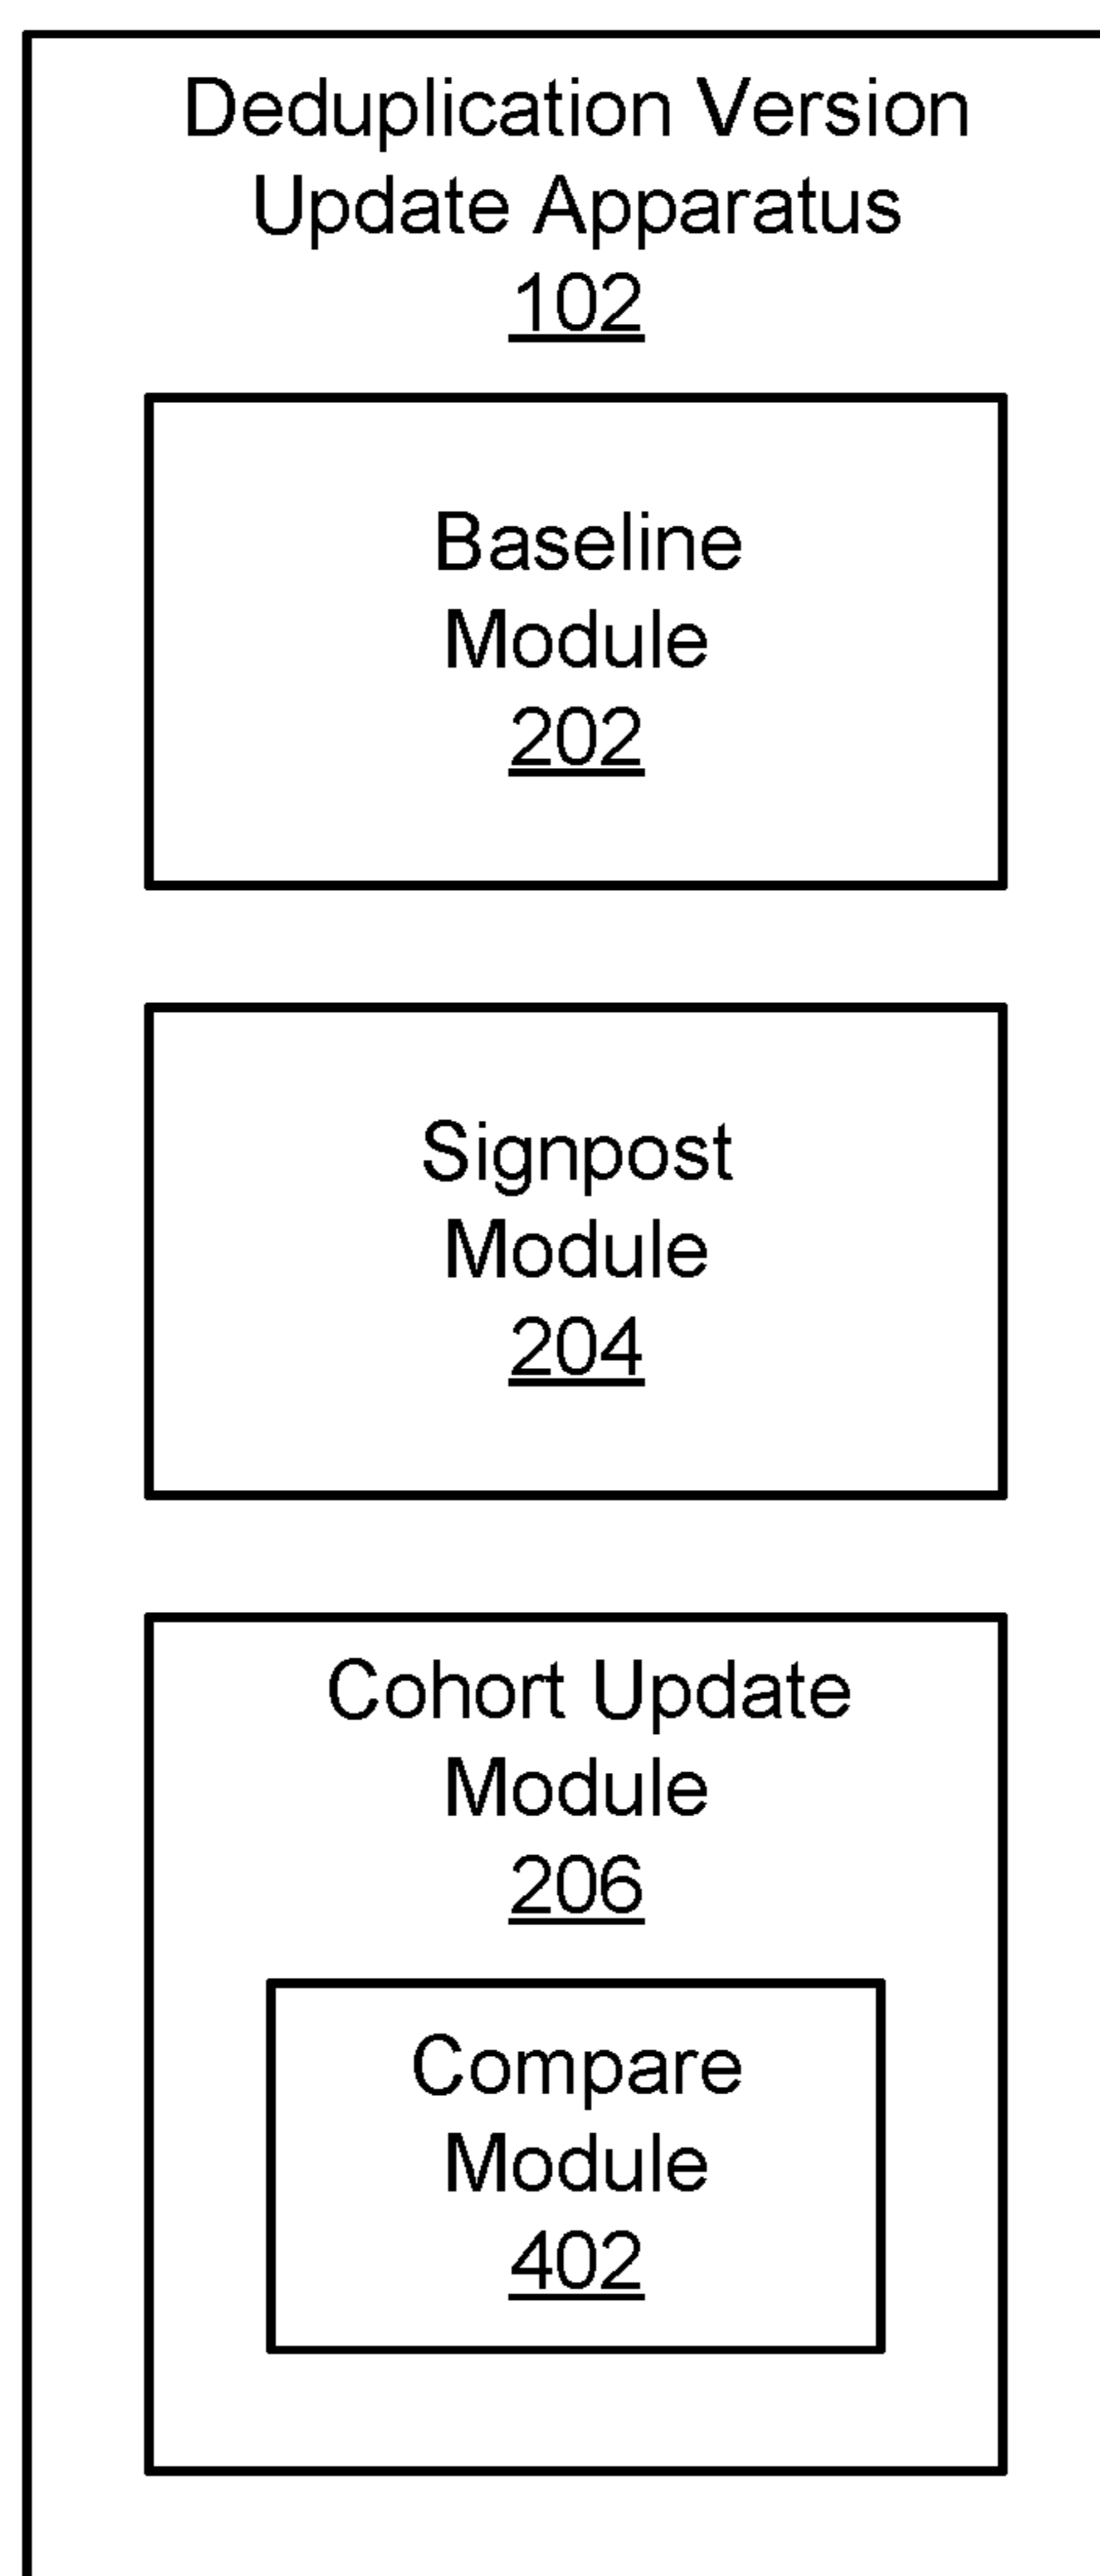 Deduplication Version
Update Apparatus
102
Baseline
Module
202
Signpost
Module
204
Cohort Update
Module
206
Compare
Module
402